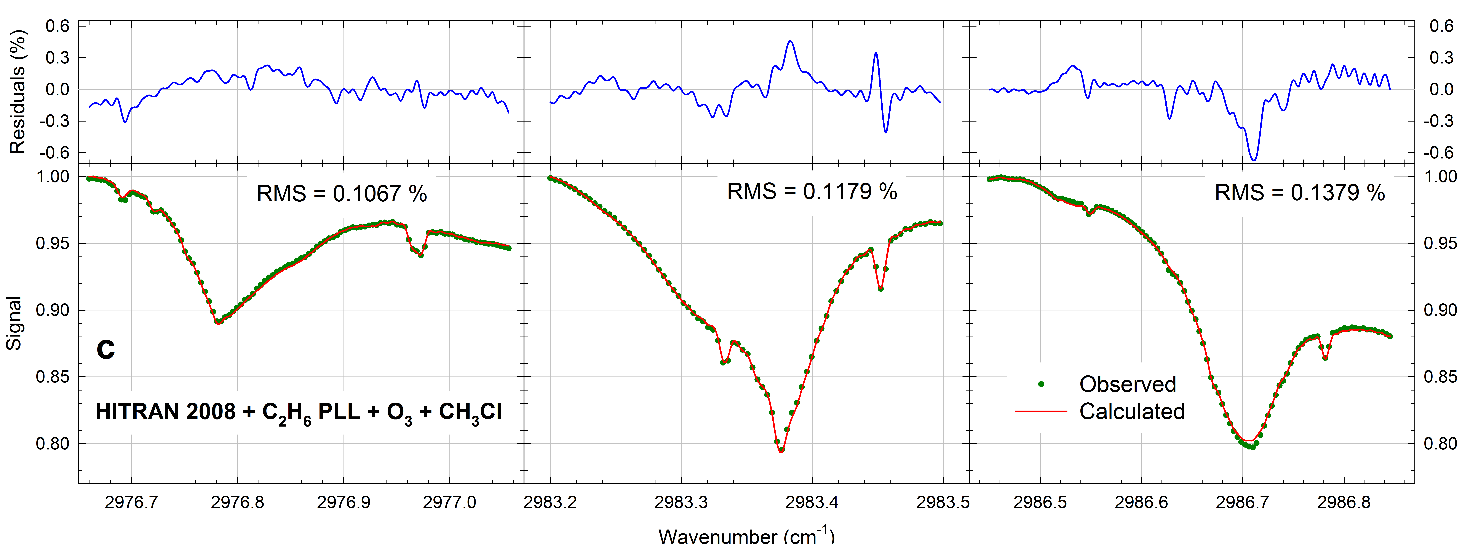 Residuals (%)
0.6
0.3
0.0
-0.3
-0.6
0.6
0.3
0.0
-0.3
-0.6
Signal
1.00
0.95
0.90
0.85
0.80
1.00
0.95
0.90
0.85
0.80
RMS = 0.1067 %
RMS = 0.1179 %
RMS = 0.1379 %
C
HITRAN 2008 + C₂H₆ PLL + O₃ + CH₃Cl
Observed
Calculated
2976.7 2976.8 2976.9 2977.0 2983.2 2983.3 2983.4 2983.5 2986.5 2986.6 2986.7 2986.8
Wavenumber (cm⁻¹)